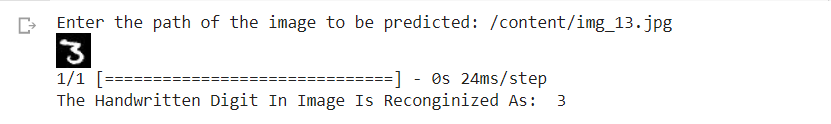 Enter the path of the image to be predicted: /content/img_13.jpg
3
1/1 [==============================] - 0s 24ms/step
The Handwritten Digit In Image Is Reconginized As:  3